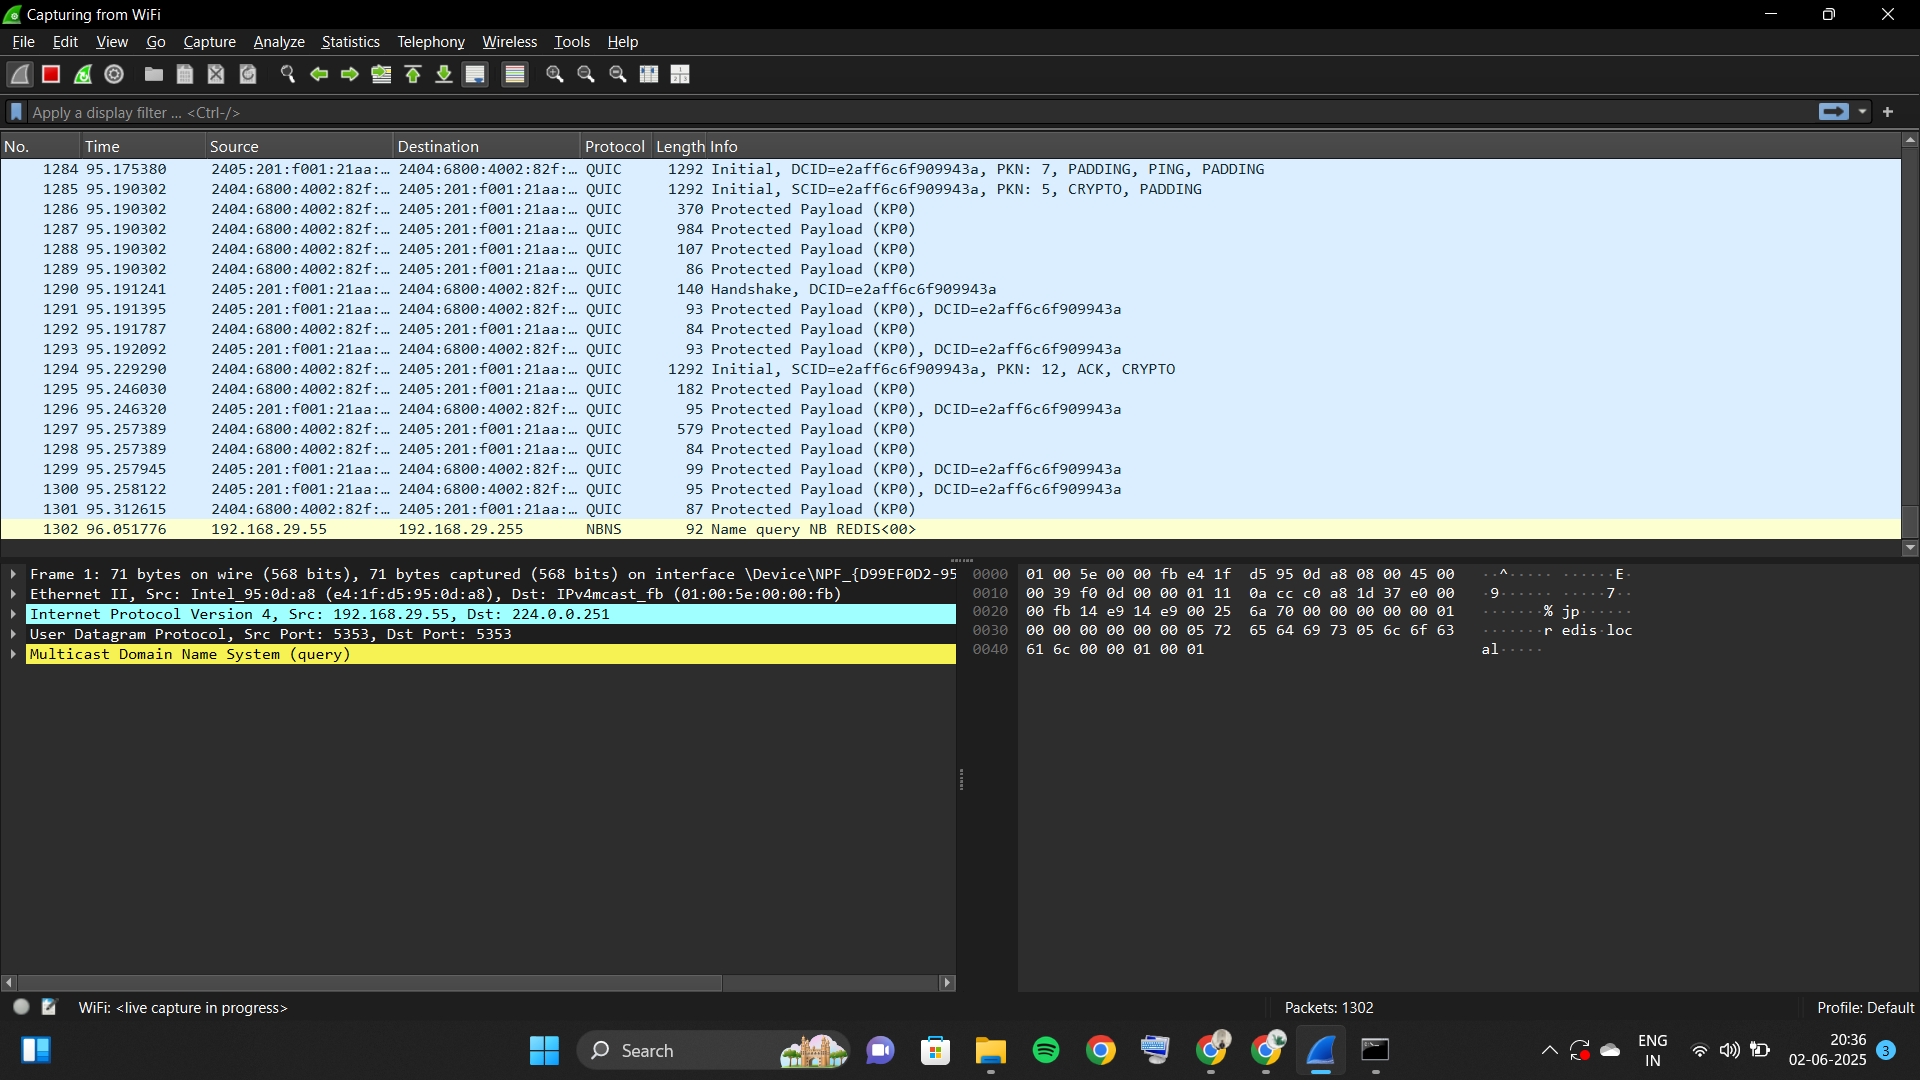 Capturing from WiFi
File Edit View Go Capture Analyze Statistics Telephony Wireless Tools Help
Apply a display filter ... <Ctrl-/>
No. Time Source Destination Protocol Length Info
1284 95.175380 2405:201:f001:21aa:… 2404:6800:4002:82f:… QUIC 1292 Initial, DCID=e2aff6c6f909943a, PKN: 7, PADDING, PING, PADDING
1285 95.190302 2404:6800:4002:82f:… 2405:201:f001:21aa:… QUIC 1292 Initial, SCID=e2aff6c6f909943a, PKN: 5, CRYPTO, PADDING
1286 95.190302 2404:6800:4002:82f:… 2405:201:f001:21aa:… QUIC 370 Protected Payload (KP0)
1287 95.190302 2404:6800:4002:82f:… 2405:201:f001:21aa:… QUIC 984 Protected Payload (KP0)
1288 95.190302 2404:6800:4002:82f:… 2405:201:f001:21aa:… QUIC 107 Protected Payload (KP0)
1289 95.190302 2404:6800:4002:82f:… 2405:201:f001:21aa:… QUIC 86 Protected Payload (KP0)
1290 95.191241 2405:201:f001:21aa:… 2404:6800:4002:82f:… QUIC 140 Handshake, DCID=e2aff6c6f909943a
1291 95.191395 2405:201:f001:21aa:… 2404:6800:4002:82f:… QUIC 93 Protected Payload (KP0), DCID=e2aff6c6f909943a
1292 95.191787 2404:6800:4002:82f:… 2405:201:f001:21aa:… QUIC 84 Protected Payload (KP0)
1293 95.192092 2405:201:f001:21aa:… 2404:6800:4002:82f:… QUIC 93 Protected Payload (KP0), DCID=e2aff6c6f909943a
1294 95.229290 2404:6800:4002:82f:… 2405:201:f001:21aa:… QUIC 1292 Initial, SCID=e2aff6c6f909943a, PKN: 12, ACK, CRYPTO
1295 95.246030 2404:6800:4002:82f:… 2405:201:f001:21aa:… QUIC 182 Protected Payload (KP0)
1296 95.246320 2405:201:f001:21aa:… 2404:6800:4002:82f:… QUIC 95 Protected Payload (KP0), DCID=e2aff6c6f909943a
1297 95.257389 2404:6800:4002:82f:… 2405:201:f001:21aa:… QUIC 579 Protected Payload (KP0)
1298 95.257389 2404:6800:4002:82f:… 2405:201:f001:21aa:… QUIC 84 Protected Payload (KP0)
1299 95.257945 2405:201:f001:21aa:… 2404:6800:4002:82f:… QUIC 99 Protected Payload (KP0), DCID=e2aff6c6f909943a
1300 95.258122 2405:201:f001:21aa:… 2404:6800:4002:82f:… QUIC 95 Protected Payload (KP0), DCID=e2aff6c6f909943a
1301 95.312615 2404:6800:4002:82f:… 2405:201:f001:21aa:… QUIC 87 Protected Payload (KP0)
1302 96.051776 192.168.29.55 192.168.29.255 NBNS 92 Name query NB REDIS<00>
Frame 1: 71 bytes on wire (568 bits), 71 bytes captured (568 bits) on interface \Device\NPF_{D99EF0D2-95
Ethernet II, Src: Intel_95:0d:a8 (e4:1f:d5:95:0d:a8), Dst: IPv4mcast_fb (01:00:5e:00:00:fb)
Internet Protocol Version 4, Src: 192.168.29.55, Dst: 224.0.0.251
User Datagram Protocol, Src Port: 5353, Dst Port: 5353
Multicast Domain Name System (query)
0000 01 00 5e 00 00 fb e4 1f d5 95 0d a8 08 00 45 00 ··^····· ······E·
0010 00 39 f0 0d 00 00 01 11 0a cc c0 a8 1d 37 e0 00 ·9······ ·····7··
0020 00 fb 14 e9 14 e9 00 25 6a 70 00 00 00 00 00 01 ·······% jp······
0030 00 00 00 00 00 00 05 72 65 64 69 73 05 6c 6f 63 ·······r edis·loc
0040 61 6c 00 00 01 00 01 al·····
WiFi: <live capture in progress>
Packets: 1302
Profile: Default
Search
ENG
IN
20:36
02-06-2025
3